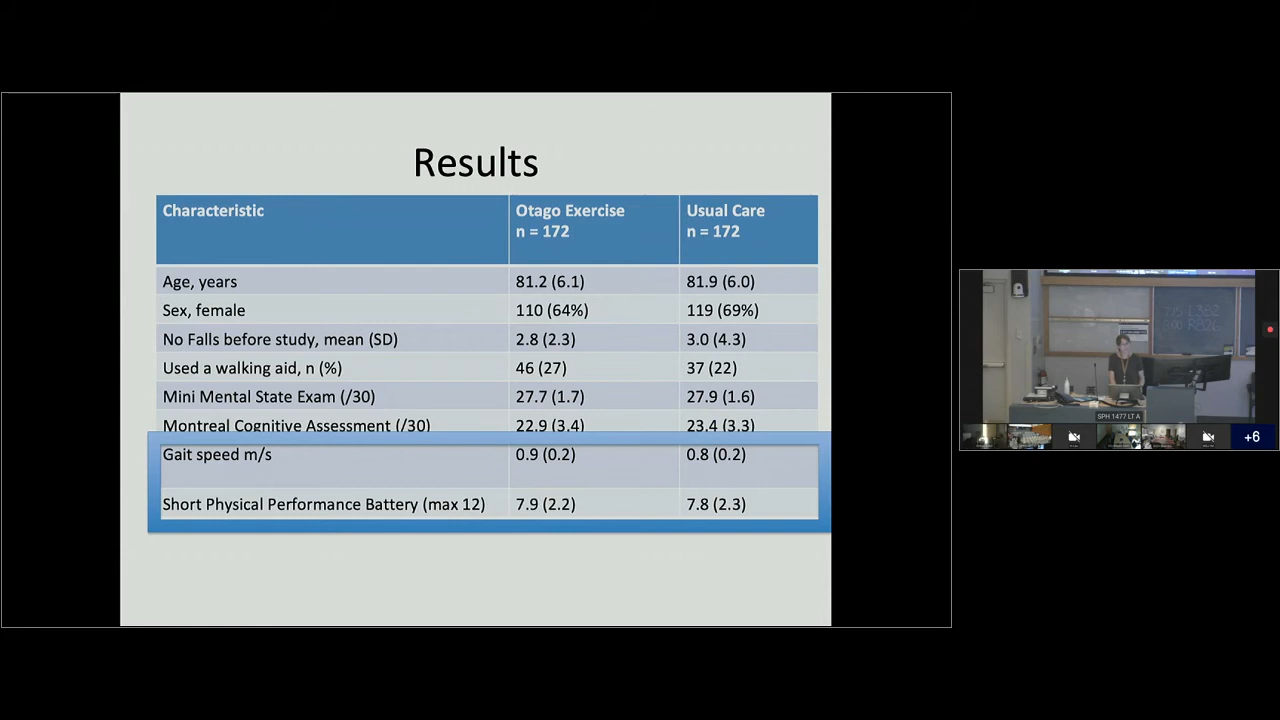 Results
Characteristic Otago Exercise Usual Care
n = 172 n = 172
Age, years 81.2 (6.1) 81.9 (6.0)
Sex, female 110 (64%) 119 (69%)
No Falls before study, mean (SD) 2.8 (2.3) 3.0 (4.3)
Used a walking aid, n (%) 46 (27) 37 (22)
Mini Mental State Exam (/30) 27.7 (1.7) 27.9 (1.6)
Montreal Cognitive Assessment (/30) 22.9 (3.4) 23.4 (3.3)
Gait speed m/s 0.9 (0.2) 0.8 (0.2)
Short Physical Performance Battery (max 12) 7.9 (2.2) 7.8 (2.3)
SPH 1477 LT A
+6